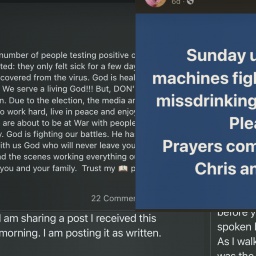 number of people testing positive
ted: they only felt sick for a few day
covered from the virus. God is heal
We serve a living God!!! But, DON'
n. Due to the election, the media ar
o work hard, live in peace and enjoy
are about to be at War with people
y. God is fighting our battles. He ha
ith us God who will never leave you
nd the scenes working everything o
you and your family. Trust my 📖 p
22 Commen
am sharing a post I received this
morning. I am posting it as written.
6d
Sunday u
machines figh
missdrinking
Plea
Prayers com
Chris an
before y
spoken
As I walk
was the